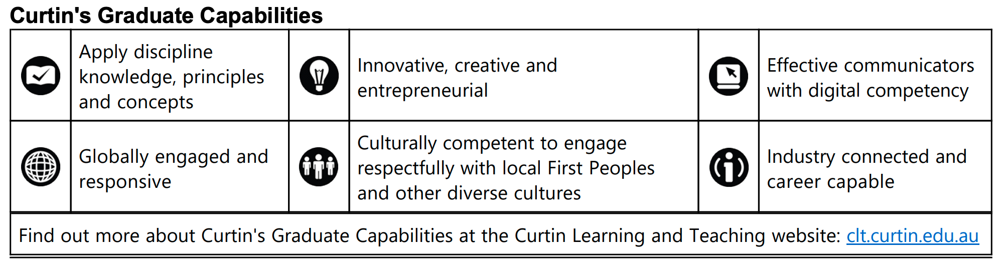 Curtin's Graduate Capabilities
Apply discipline
knowledge, principles
and concepts
Innovative, creative and
entrepreneurial
Effective communicators
with digital competency
Globally engaged and
responsive
Culturally competent to engage
respectfully with local First Peoples
and other diverse cultures
Industry connected and
career capable
Find out more about Curtin's Graduate Capabilities at the Curtin Learning and Teaching website: clt.curtin.edu.au